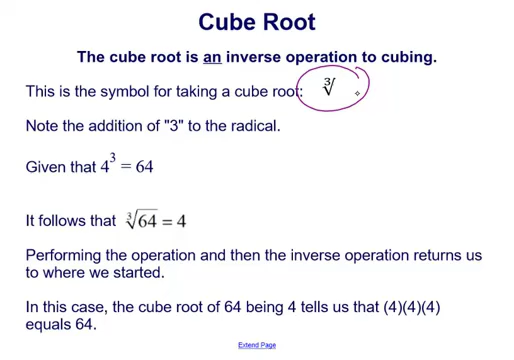 Cube Root
The cube root is an inverse operation to cubing.
This is the symbol for taking a cube root: ∛
Note the addition of "3" to the radical.
Given that 4³ = 64
It follows that ∛64 = 4
Performing the operation and then the inverse operation returns us
to where we started.
In this case, the cube root of 64 being 4 tells us that (4)(4)(4)
equals 64.
Extend Page